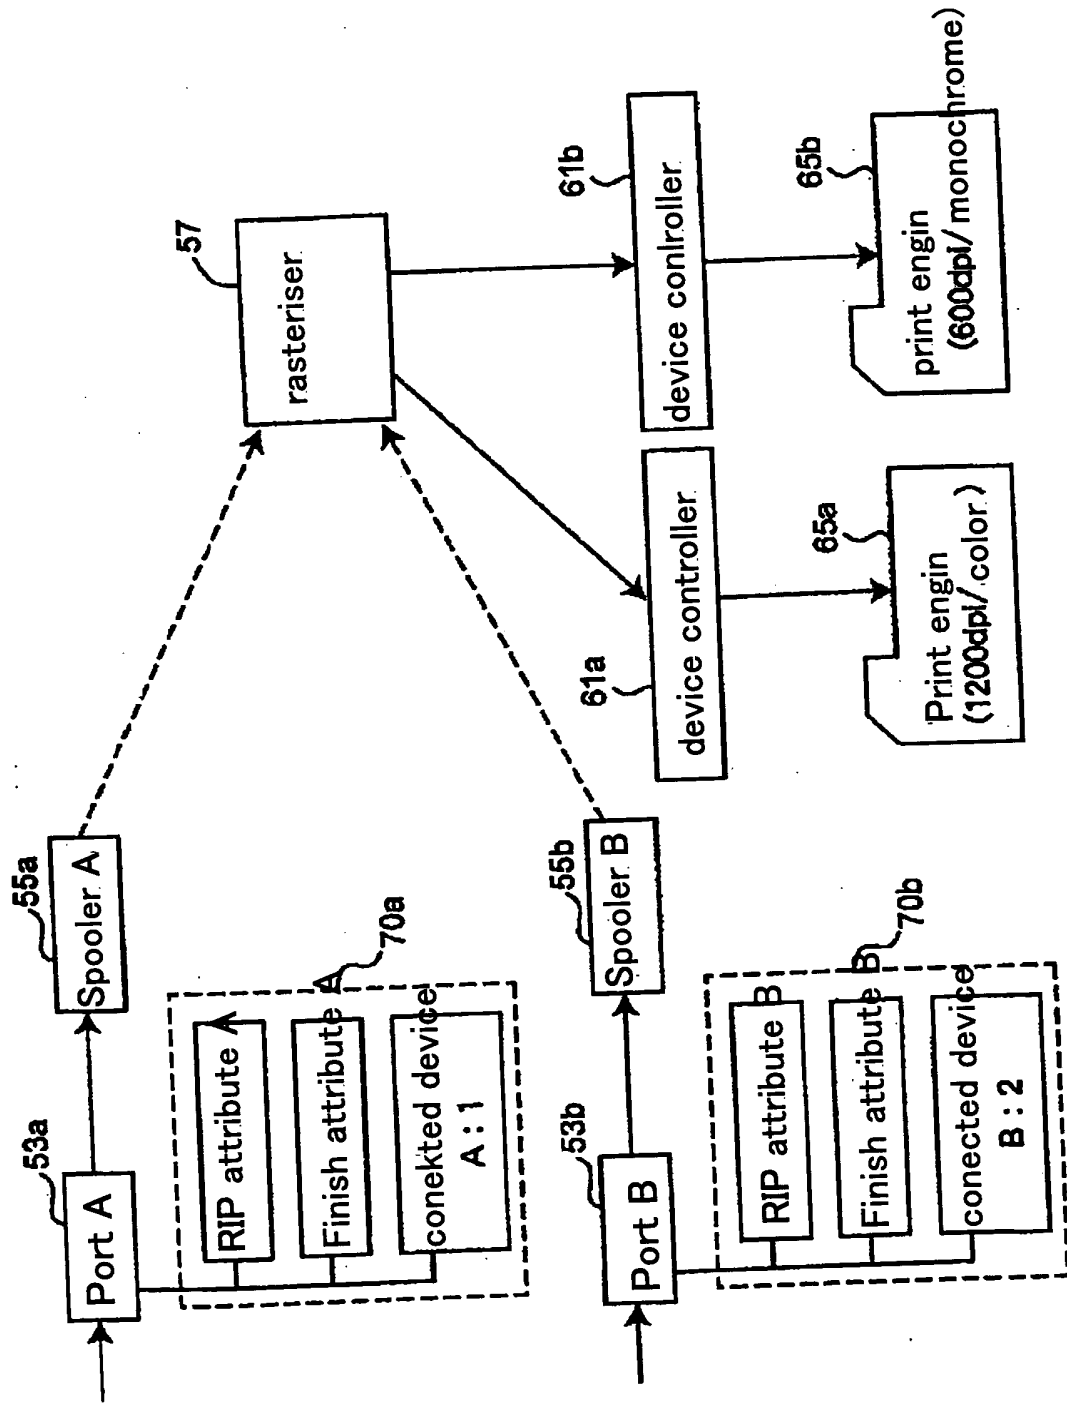 53a
Port A
55a
Spooler A
57
rasteriser
RIP attribute A
Finish attribute A
conekted device
A : 1
70a
61a
device controller
61b
device conlroller
65a
Print engin
(1200dpl/.color)
65b
print engin
(600dpl/monochrome)
53b
Port B
55b
Spooler B
RIP attribute B
Finish attribute B
conected device
B : 2
70b